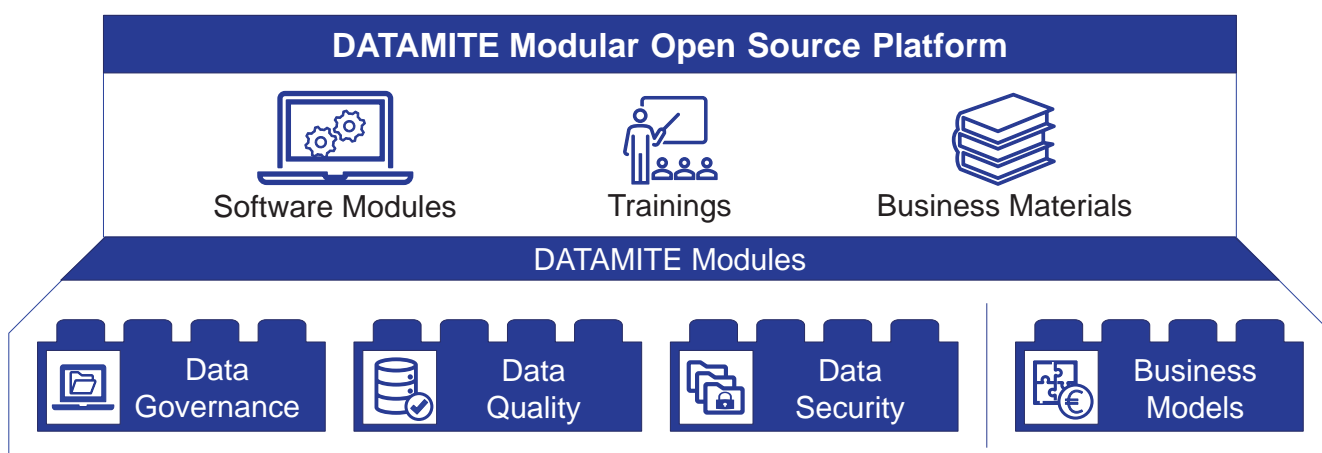 DATAMITE Modular Open Source Platform
Software Modules
Trainings
Business Materials
DATAMITE Modules
Data
Governance
Data
Quality
Data
Security
Business
Models